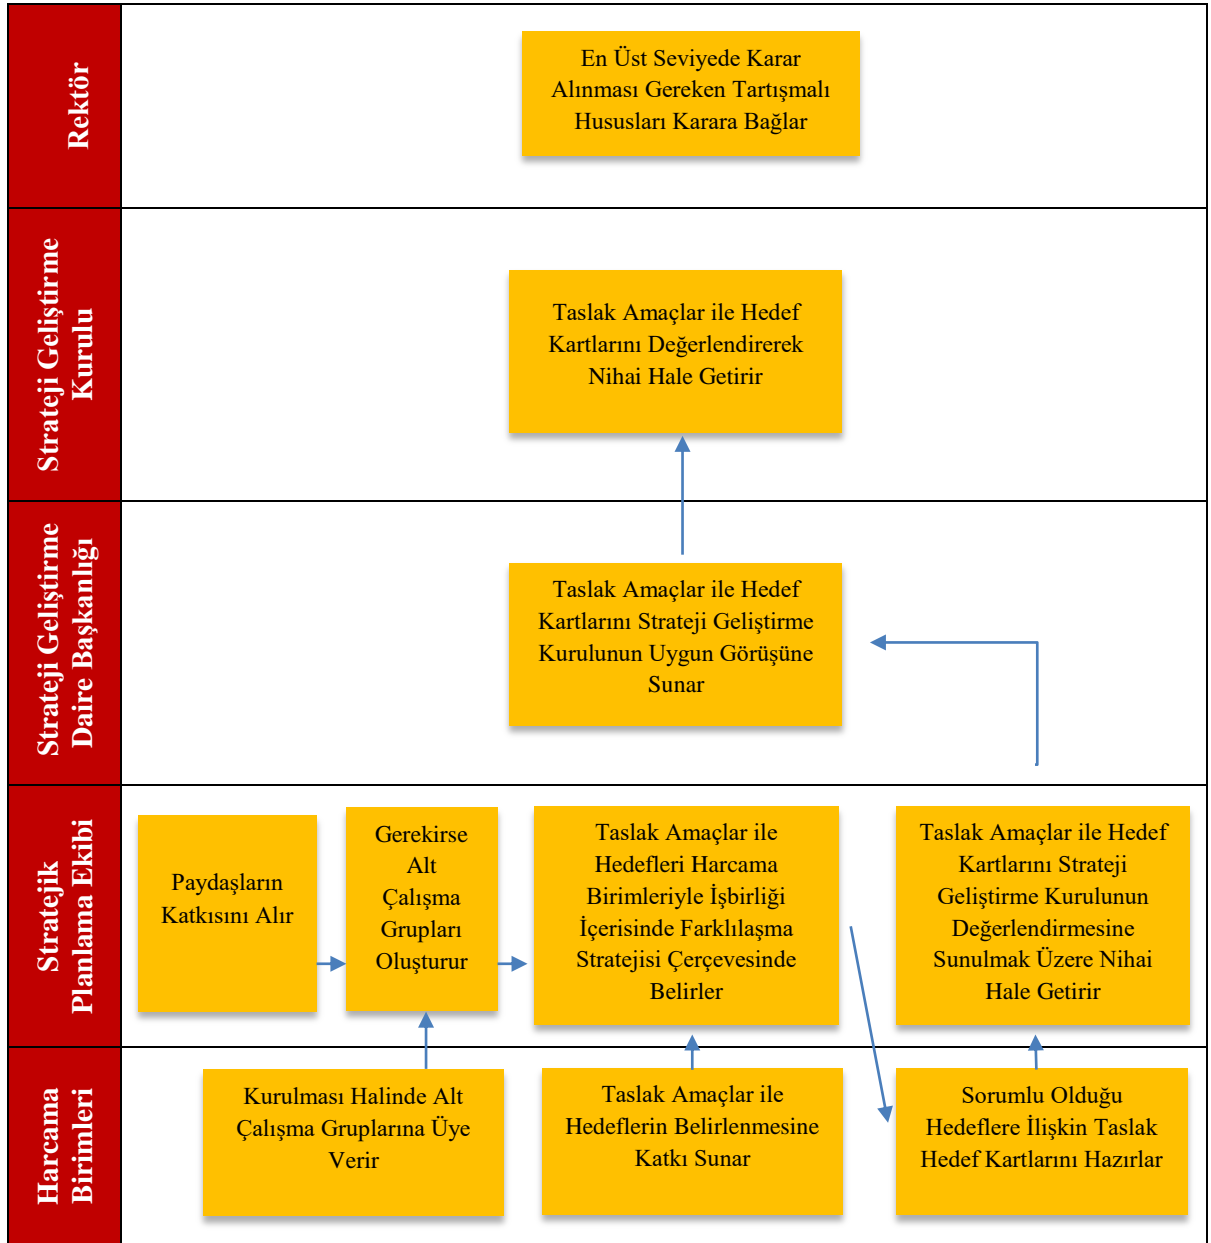 Rektör
En Üst Seviyede Karar
Alınması Gereken Tartışmalı
Hususları Karara Bağlar
Strateji Geliştirme
Kurulu
Taslak Amaçlar ile Hedef
Kartlarını Değerlendirerek
Nihai Hale Getirir
Strateji Geliştirme
Daire Başkanlığı
Taslak Amaçlar ile Hedef
Kartlarını Strateji Geliştirme
Kurulunun Uygun Görüşüne
Sunar
Stratejik
Planlama Ekibi
Paydaşların
Katkısını Alır
Gerekirse
Alt
Çalışma
Grupları
Oluşturur
Taslak Amaçlar ile
Hedefleri Harcama
Birimleriyle İşbirliği
İçerisinde Farklılaşma
Stratejisi Çerçevesinde
Belirler
Taslak Amaçlar ile Hedef
Kartlarını Strateji
Geliştirme Kurulunun
Değerlendirmesine
Sunulmak Üzere Nihai
Hale Getirir
Harcama
Birimleri
Kurulması Halinde Alt
Çalışma Gruplarına Üye
Verir
Taslak Amaçlar ile
Hedeflerin Belirlenmesine
Katkı Sunar
Sorumlu Olduğu
Hedeflere İlişkin Taslak
Hedef Kartlarını Hazırlar